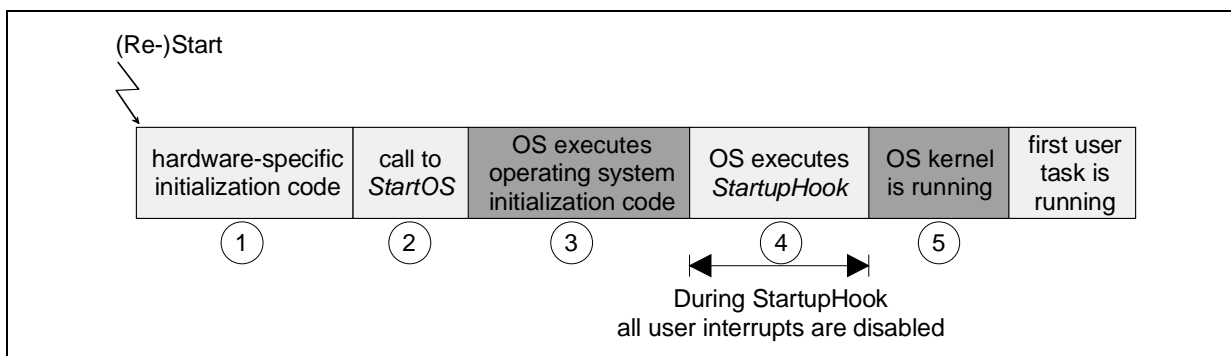 (Re-)Start
hardware-specific
initialization code
call to
StartOS
OS executes
operating system
initialization code
OS executes
StartupHook
OS kernel
is running
first user
task is
running
1
2
3
4
5
During StartupHook
all user interrupts are disabled